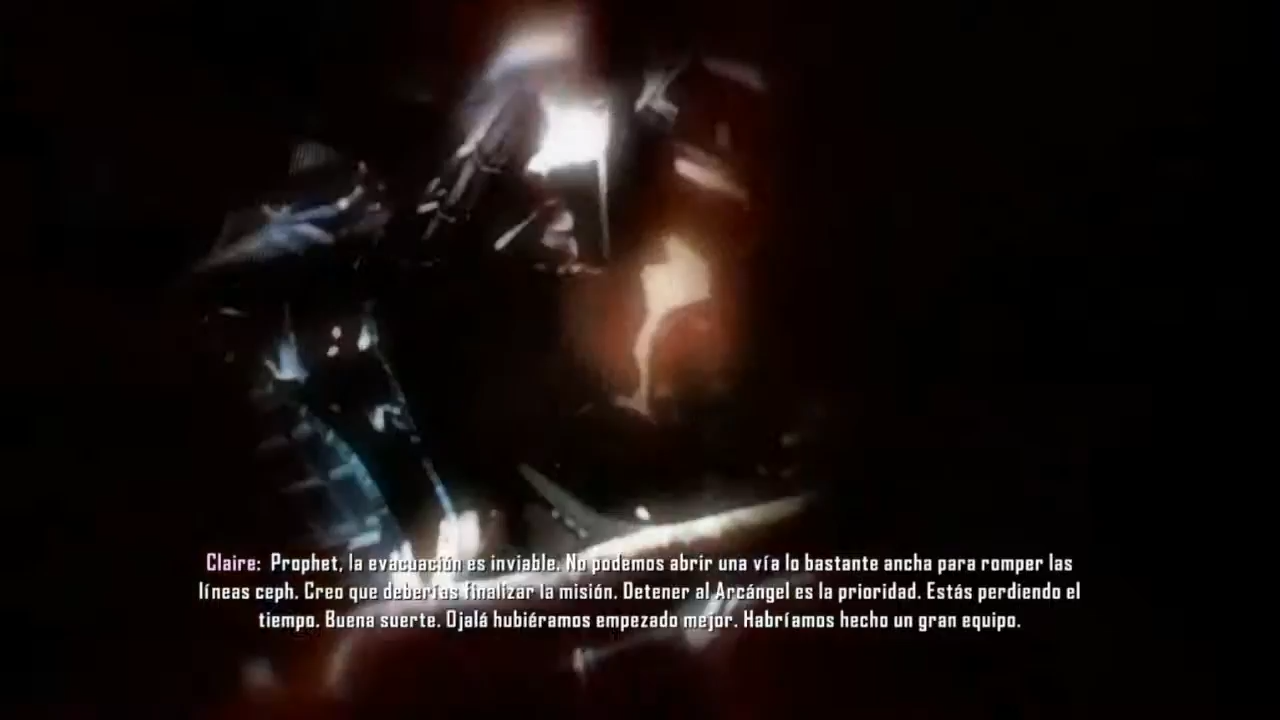 Claire: Prophet, la evacuación es inviable. No podemos abrir una vía lo bastante ancha para romper las
líneas ceph. Creo que deberías finalizar la misión. Detener al Arcángel es la prioridad. Estás perdiendo el
tiempo. Buena suerte. Ojalá hubiéramos empezado mejor. Habríamos hecho un gran equipo.